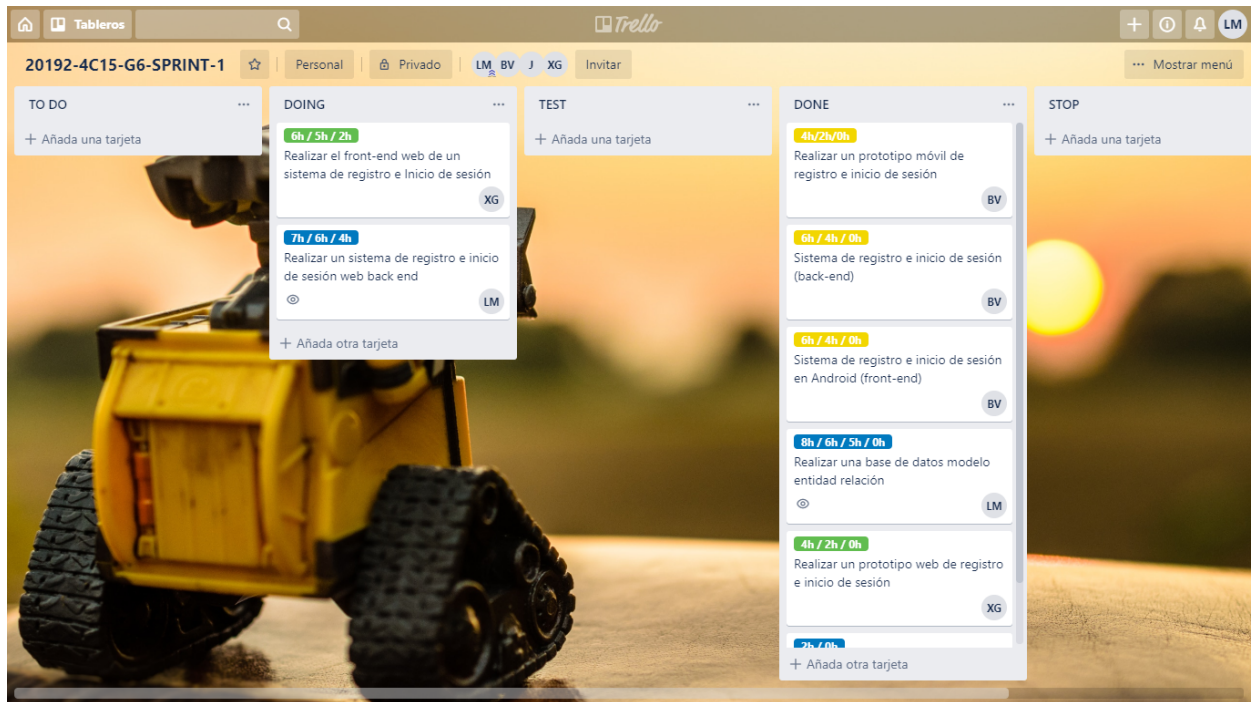 Tableros
Trello
LM
20192-4C15-G6-SPRINT-1
Personal
Privado
LM BV J XG
Invitar
... Mostrar menú
TO DO ...
+ Añada una tarjeta
DOING ...
6h / 5h / 2h
Realizar el front-end web de un
sistema de registro e Inicio de sesión
XG
7h / 6h / 4h
Realizar un sistema de registro e inicio
de sesión web back end
LM
+ Añada otra tarjeta
TEST ...
+ Añada una tarjeta
DONE ...
4h/2h/0h
Realizar un prototipo móvil de
registro e inicio de sesión
BV
6h / 4h / 0h
Sistema de registro e inicio de sesión
(back-end)
BV
6h / 4h / 0h
Sistema de registro e inicio de sesión
en Android (front-end)
BV
8h / 6h / 5h / 0h
Realizar una base de datos modelo
entidad relación
LM
4h / 2h / 0h
Realizar un prototipo web de registro
e inicio de sesión
XG
2h / 0h
+ Añada otra tarjeta
STOP
+ Añada una tarjeta